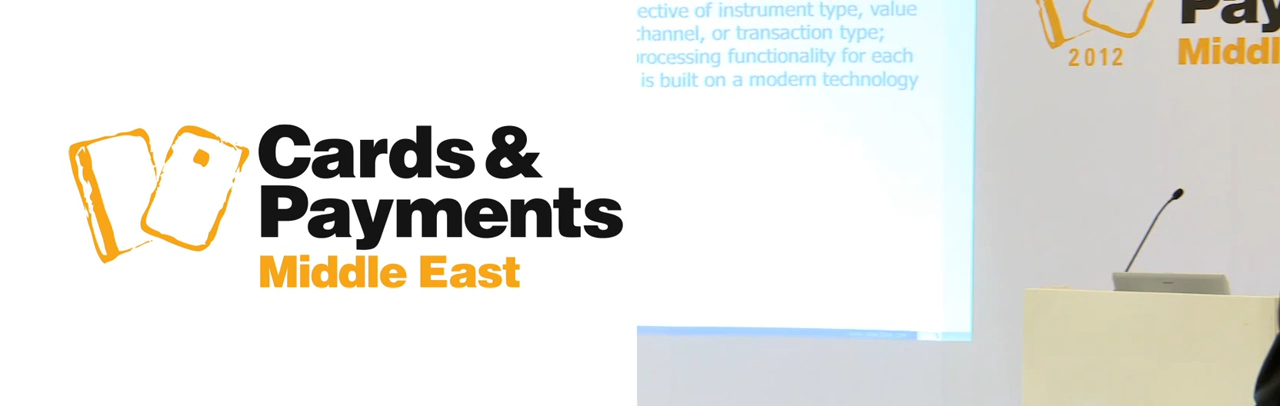 Cards &
Payments
Middle East
ective of instrument type, value
channel, or transaction type;
rocessing functionality for each
is built on a modern technology
2012
Pay
Middl